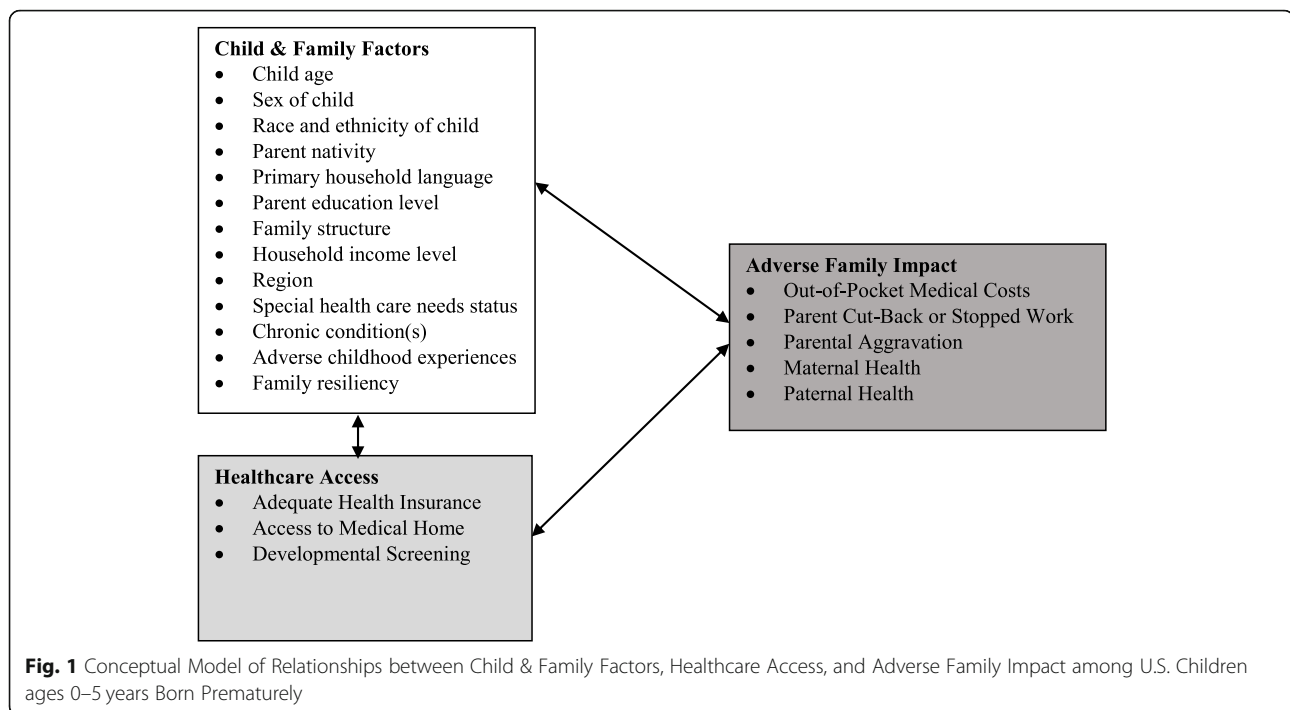 Child & Family Factors
• Child age
• Sex of child
• Race and ethnicity of child
• Parent nativity
• Primary household language
• Parent education level
• Family structure
• Household income level
• Region
• Special health care needs status
• Chronic condition(s)
• Adverse childhood experiences
• Family resiliency
Healthcare Access
• Adequate Health Insurance
• Access to Medical Home
• Developmental Screening
Adverse Family Impact
• Out-of-Pocket Medical Costs
• Parent Cut-Back or Stopped Work
• Parental Aggravation
• Maternal Health
• Paternal Health
Fig. 1 Conceptual Model of Relationships between Child & Family Factors, Healthcare Access, and Adverse Family Impact among U.S. Children
ages 0–5 years Born Prematurely